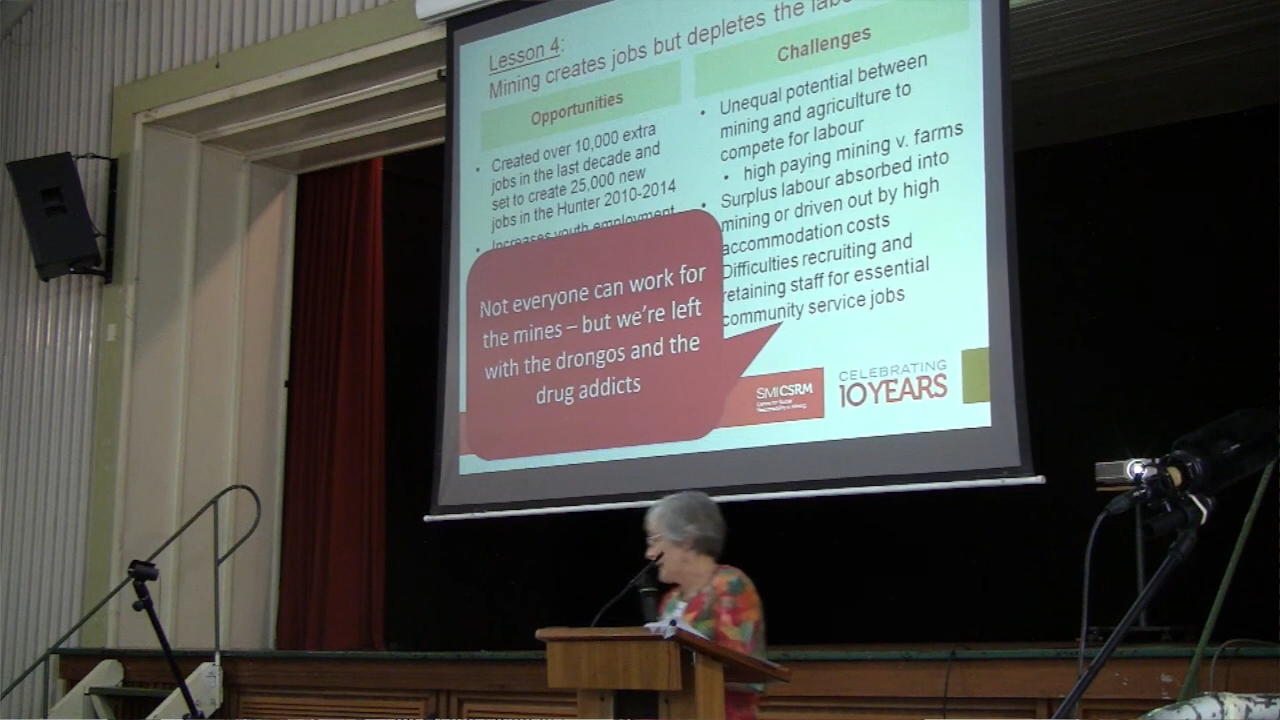 Lesson 4:
Mining creates jobs but depletes the
Opportunities
• Created over 10,000 extra
jobs in the last decade and
set to create 25,000 new
jobs in the Hunter 2010-2014
• Increases youth employment
Challenges
• Unequal potential between
mining and agriculture to
compete for labour
• high paying mining v. farms
• Surplus labour absorbed into
mining or driven out by high
accommodation costs
Difficulties recruiting and
retaining staff for essential
community service jobs
Not everyone can work for
the mines – but we're left
with the drongos and the
drug addicts
SMICSRM
CELEBRATING
10YEARS